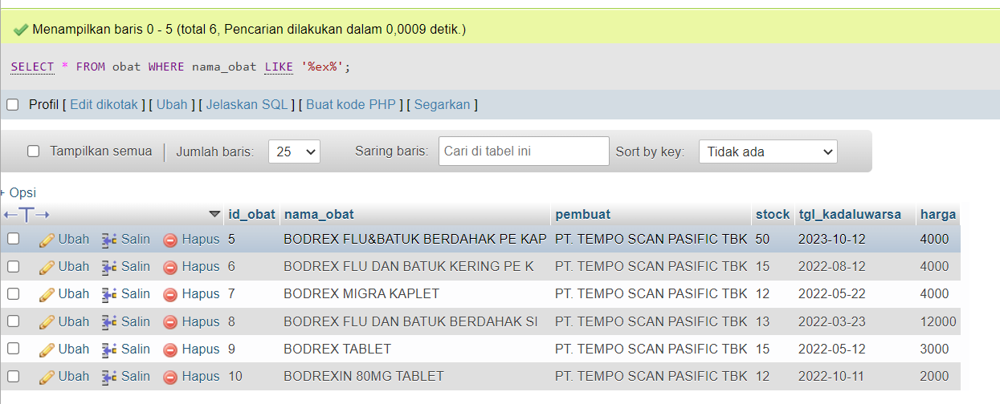 Menampilkan baris 0 - 5 (total 6, Pencarian dilakukan dalam 0,0009 detik.)
SELECT * FROM obat WHERE nama_obat LIKE '%ex%';
Profil [ Edit dikotak ] [ Ubah ] [ Jelaskan SQL ] [ Buat kode PHP ] [ Segarkan ]
Tampilkan semua Jumlah baris: 25 Saring baris: Cari di tabel ini Sort by key: Tidak ada
+ Opsi
←T→ id_obat nama_obat pembuat stock tgl_kadaluwarsa harga
Ubah Salin Hapus 5 BODREX FLU&BATUK BERDAHAK PE KAP PT. TEMPO SCAN PASIFIC TBK 50 2023-10-12 4000
Ubah Salin Hapus 6 BODREX FLU DAN BATUK KERING PE K PT. TEMPO SCAN PASIFIC TBK 15 2022-08-12 4000
Ubah Salin Hapus 7 BODREX MIGRA KAPLET PT. TEMPO SCAN PASIFIC TBK 12 2022-05-22 4000
Ubah Salin Hapus 8 BODREX FLU DAN BATUK BERDAHAK SI PT. TEMPO SCAN PASIFIC TBK 13 2022-03-23 12000
Ubah Salin Hapus 9 BODREX TABLET PT. TEMPO SCAN PASIFIC TBK 15 2022-05-12 3000
Ubah Salin Hapus 10 BODREXIN 80MG TABLET PT. TEMPO SCAN PASIFIC TBK 12 2022-10-11 2000